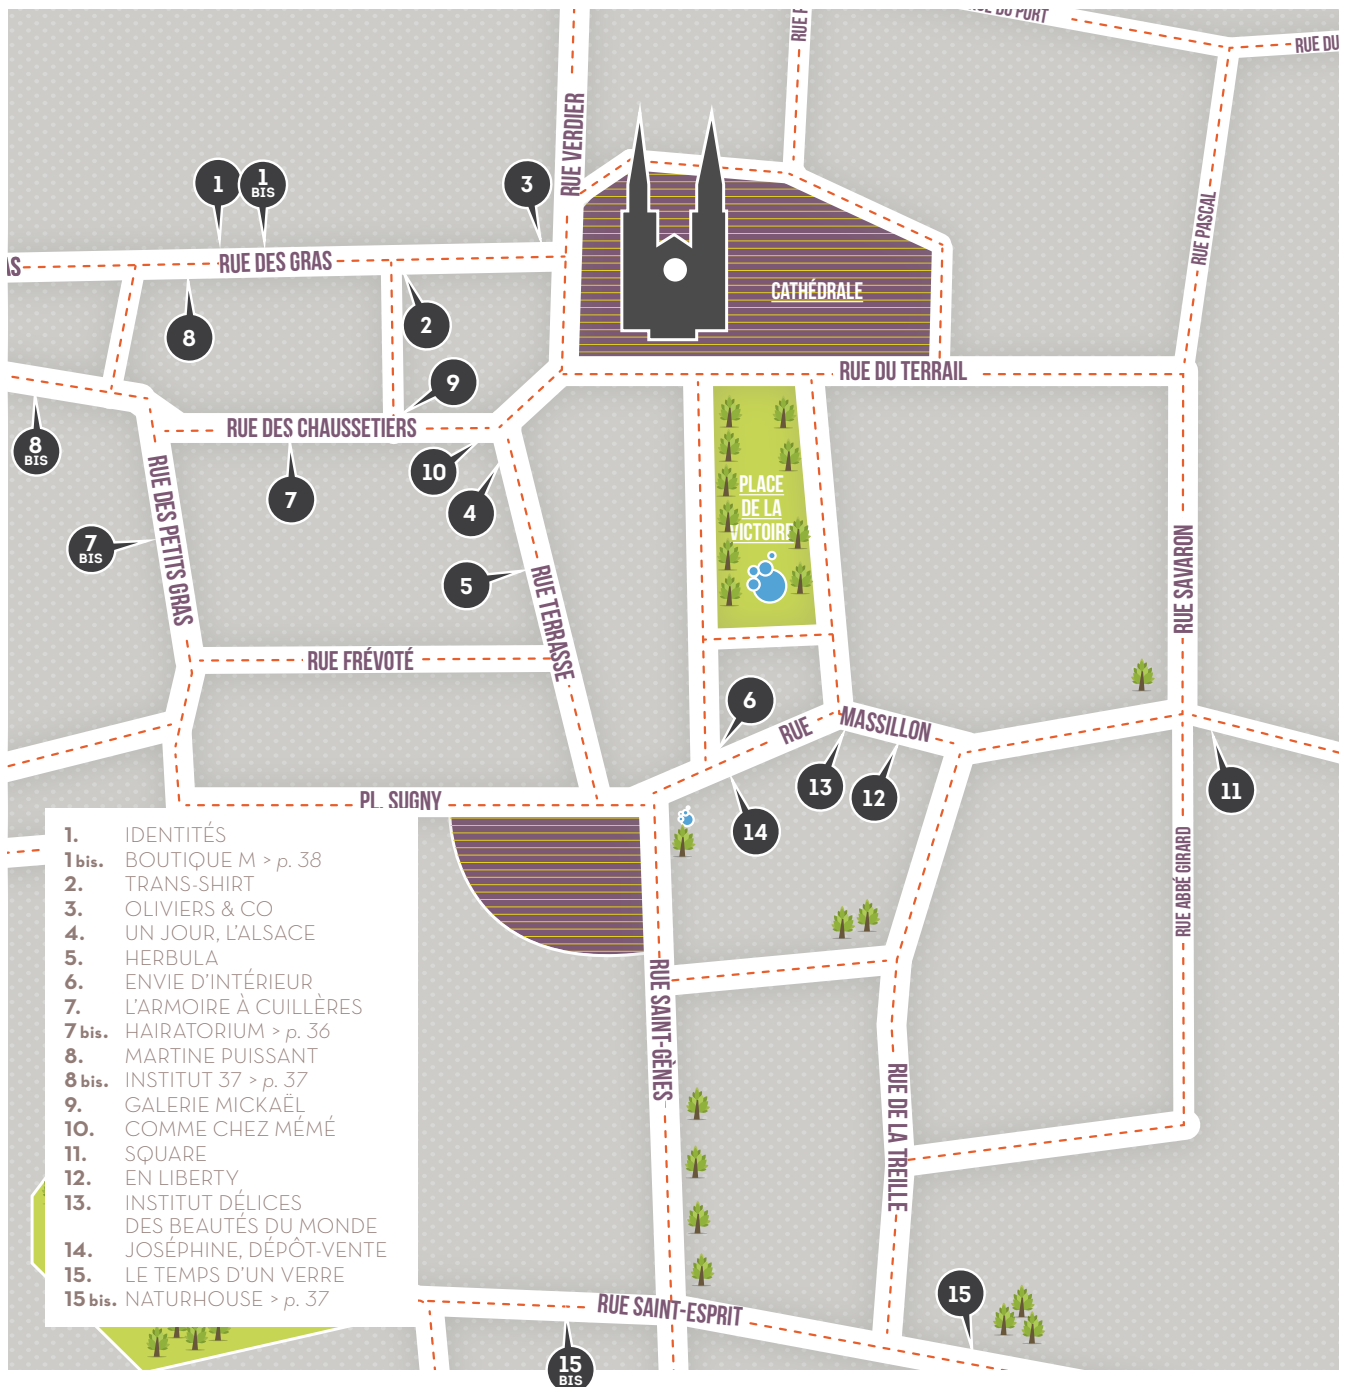 RUE DU PORT
RUE DU
RUE VERDIER
RUE PASCAL
1
1
BIS
3
RUE DES GRAS
CATHÉDRALE
8
2
9
RUE DU TERRAIL
RUE DES CHAUSSETIERS
8
BIS
10
7
4
PLACE
DE LA
VICTOIRE
7
BIS
RUE DES PETITS GRAS
5
RUE TERRASSE
RUE SAVARON
RUE FRÉVOTÉ
6
RUE MASSILLON
13
12
11
14
PL. SUGNY
RUE ABBÉ GIRARD
RUE SAINT-GÈNES
RUE DE LA TREILLE
1. IDENTITÉS
1 bis. BOUTIQUE M > p. 38
2. TRANS-SHIRT
3. OLIVIERS & CO
4. UN JOUR, L'ALSACE
5. HERBULA
6. ENVIE D'INTÉRIEUR
7. L'ARMOIRE À CUILLÈRES
7 bis. HAIRATORIUM > p. 36
8. MARTINE PUISSANT
8 bis. INSTITUT 37 > p. 37
9. GALERIE MICKAËL
10. COMME CHEZ MÉMÉ
11. SQUARE
12. EN LIBERTY
13. INSTITUT DÉLICES
DES BEAUTÉS DU MONDE
14. JOSÉPHINE, DÉPÔT-VENTE
15. LE TEMPS D'UN VERRE
15 bis. NATURHOUSE > p. 37
15
RUE SAINT-ESPRIT
15
BIS